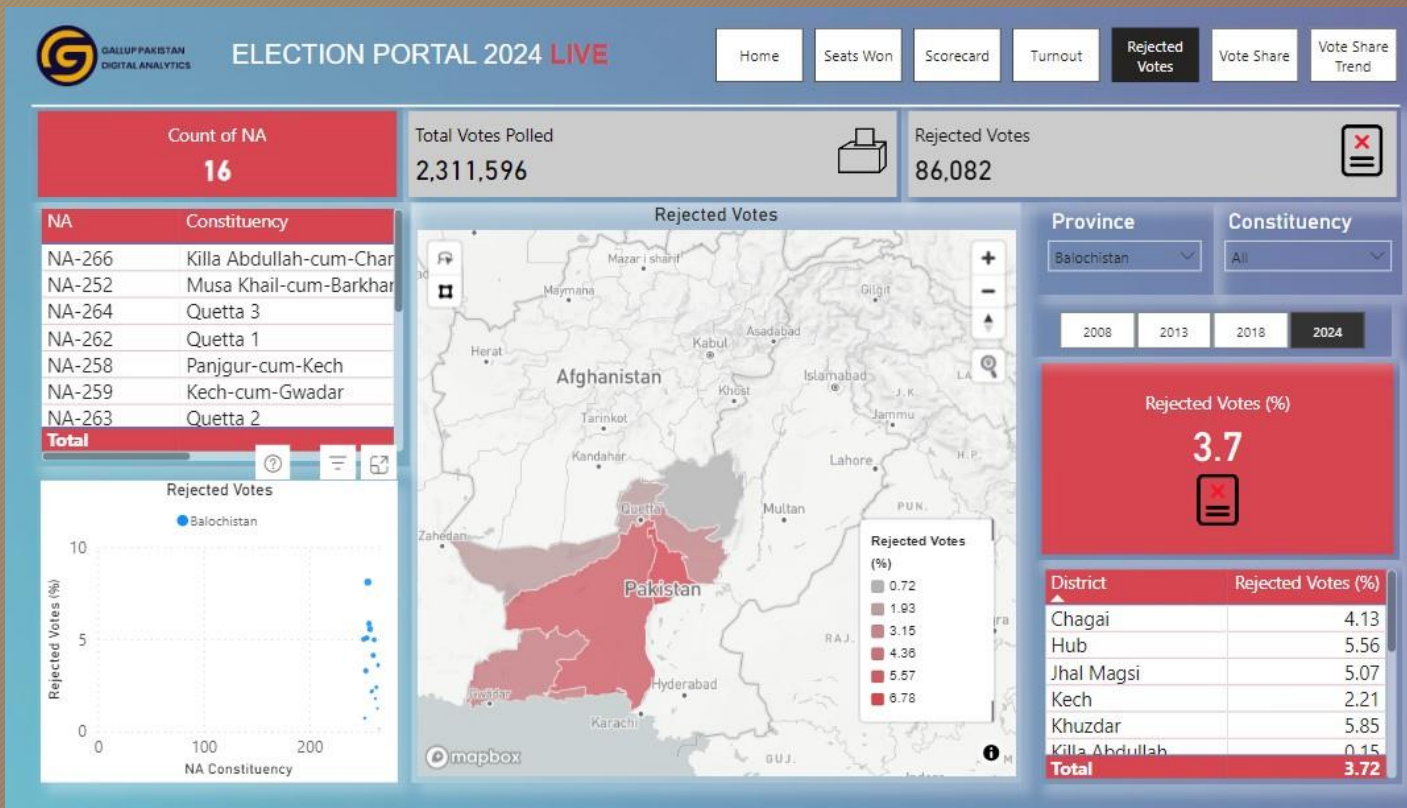 GALLUP PAKISTAN
DIGITAL ANALYTICS
ELECTION PORTAL 2024 LIVE
Home
Seats Won
Scorecard
Turnout
Rejected
Votes
Vote Share
Vote Share
Trend
Count of NA
16
Total Votes Polled
2,311,596
Rejected Votes
86,082
NA Constituency
NA-266 Killa Abdullah-cum-Chan
NA-252 Musa Khail-cum-Barkhan
NA-264 Quetta 3
NA-262 Quetta 1
NA-258 Panjgur-cum-Kech
NA-259 Kech-cum-Gwadar
NA-263 Quetta 2
Total
Rejected Votes
Balochistan
10
5
0
0 100 200
Rejected Votes (%)
NA Constituency
Rejected Votes
Mazar i sharif
Maymana
Gilgit
Asadabad
Kabul
Herat
Afghanistan
Islamabad
Khost
J.K.
Jammu
Tarinkot
Kandahar
Lahore
H.P.
Quetta
Multan
PUN.
Zahedan
Pakistan
RAJ.
Hyderabad
Gwadar
Karachi
GUJ.
mapbox
Rejected Votes
(%)
0.72
1.93
3.15
4.36
5.57
6.78
Province
Balochistan
Constituency
All
2008
2013
2018
2024
Rejected Votes (%)
3.7
District Rejected Votes (%)
Chagai 4.13
Hub 5.56
Jhal Magsi 5.07
Kech 2.21
Khuzdar 5.85
Killa Abdullah 0.15
Total 3.72